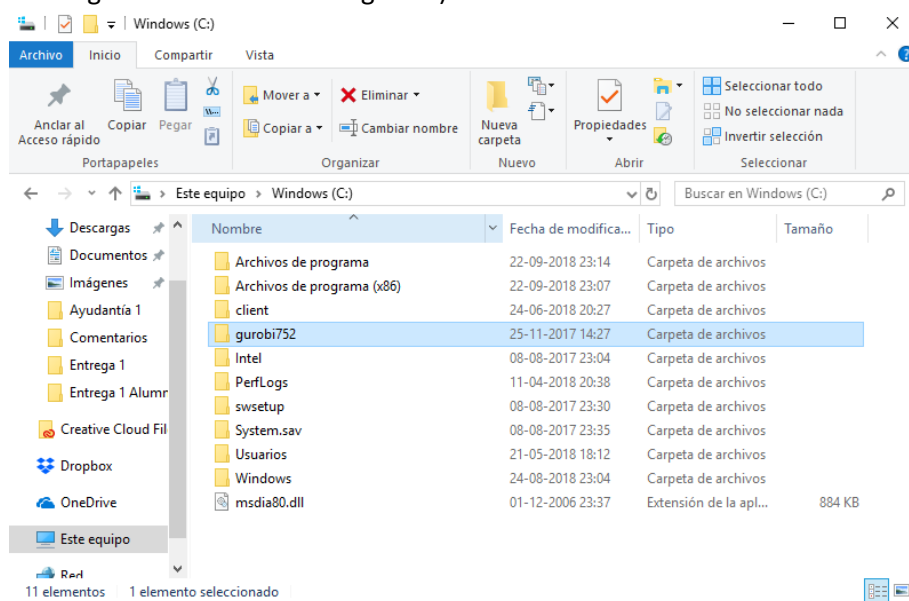 Windows (C:)
Archivo Inicio Compartir Vista
Anclar al Acceso rápido
Copiar
Pegar
Portapapeles
Mover a
Copiar a
Eliminar
Cambiar nombre
Organizar
Nueva carpeta
Nuevo
Propiedades
Abrir
Seleccionar todo
No seleccionar nada
Invertir selección
Seleccionar
Este equipo > Windows (C:)
Buscar en Windows (C:)
Descargas
Documentos
Imágenes
Ayudantía 1
Comentarios
Entrega 1
Entrega 1 Alumn
Creative Cloud Fil
Dropbox
OneDrive
Este equipo
Red
Nombre Fecha de modifica... Tipo Tamaño
Archivos de programa 22-09-2018 23:14 Carpeta de archivos
Archivos de programa (x86) 22-09-2018 23:07 Carpeta de archivos
client 24-06-2018 20:27 Carpeta de archivos
gurobi752 25-11-2017 14:27 Carpeta de archivos
Intel 08-08-2017 23:04 Carpeta de archivos
PerfLogs 11-04-2018 20:38 Carpeta de archivos
swsetup 08-08-2017 23:30 Carpeta de archivos
System.sav 08-08-2017 23:35 Carpeta de archivos
Usuarios 21-05-2018 18:12 Carpeta de archivos
Windows 24-08-2018 23:04 Carpeta de archivos
msdia80.dll 01-12-2006 23:37 Extensión de la apl... 884 KB
11 elementos 1 elemento seleccionado